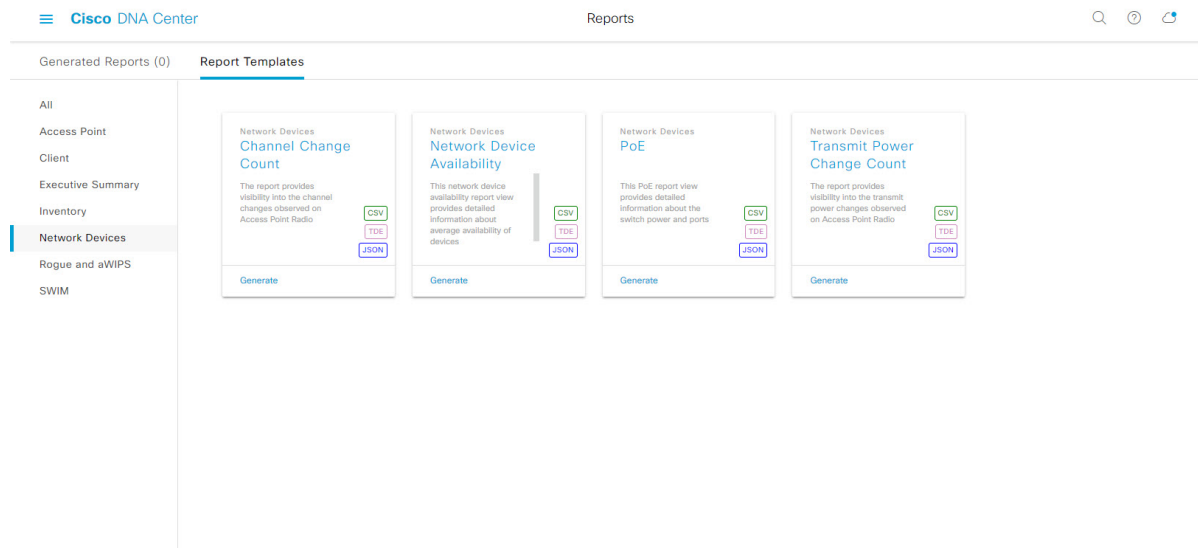 Cisco DNA Center
Reports
Generated Reports (0)
Report Templates
All
Access Point
Client
Executive Summary
Inventory
Network Devices
Rogue and aWIPS
SWIM
Network Devices
Channel Change
Count
The report provides
visibility into the channel
changes observed on
Access Point Radio
CSV
TDE
JSON
Generate
Network Devices
Network Device
Availability
This network device
availability report view
provides detailed
information about
average availability of
devices
CSV
TDE
JSON
Generate
Network Devices
PoE
This PoE report view
provides detailed
information about the
switch power and ports
CSV
TDE
JSON
Generate
Network Devices
Transmit Power
Change Count
The report provides
visibility into the transmit
power changes observed
on Access Point Radio
CSV
TDE
JSON
Generate